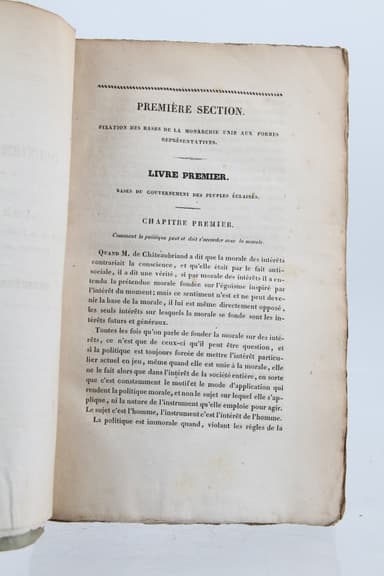 PREMIÈRE SECTION.
FIXATION DES BASES DE LA MONARCHIE UNIE AUX FORMES
REPRÉSENTATIVES.
LIVRE PREMIER.
BASES DU GOUVERNEMENT DES PEUPLES ÉCLAIRÉS.
CHAPITRE PREMIER.
Comment la politique peut et doit s'accorder avec la morale.
QUAND M. de Châteaubriand a dit que la morale des intérêts
contrariait la conscience, et qu'elle était par le fait anti-
sociale, il a dit vérité, si par morale des intérêts il a en-
tendu la prétendue morale fondée sur l'égoïsme inspiré par
l'intérêt du moment; mais ce sentiment n'est et ne peut deve-
nir la base de la morale, il lui est même directement opposé,
les seuls intérêts sur lesquels la morale se fonde sont les in-
térêts futurs et généraux.
Toutes les fois qu'on parle de fonder la morale sur des inté-
rêts, ce n'est que de ceux-ci qu'il peut être question, et
si la politique est toujours forcée de mettre l'intérêt particu-
lier actuel en jeu, même quand elle est unie à la morale, elle
ne le fait alors que dans l'intérêt de la société entière, en sorte
que c'est constamment le motif et le mode d'application qui
rendent la politique morale, et non le sujet sur lequel elle s'ap-
plique, ni la nature de l'instrument qu'elle emploie pour agir.
Le sujet c'est l'homme, l'instrument c'est l'intérêt de l'homme.
La politique est immorale quand, violant les règles de la